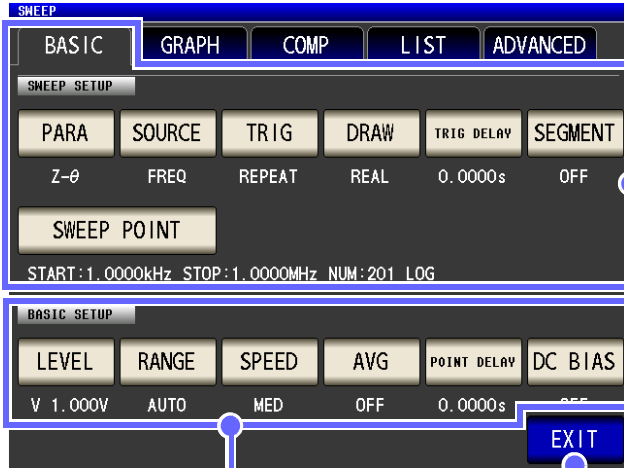 SWEEP
BASIC GRAPH COMP LIST ADVANCED
SWEEP SETUP
PARA SOURCE TRIG DRAW TRIG DELAY SEGMENT
Z-θ FREQ REPEAT REAL 0.0000s OFF
SWEEP POINT
START:1.0000kHz STOP:1.0000MHz NUM:201 LOG
BASIC SETUP
LEVEL RANGE SPEED AVG POINT DELAY DC BIAS
V 1.000V AUTO MED OFF 0.0000s OFF
EXIT